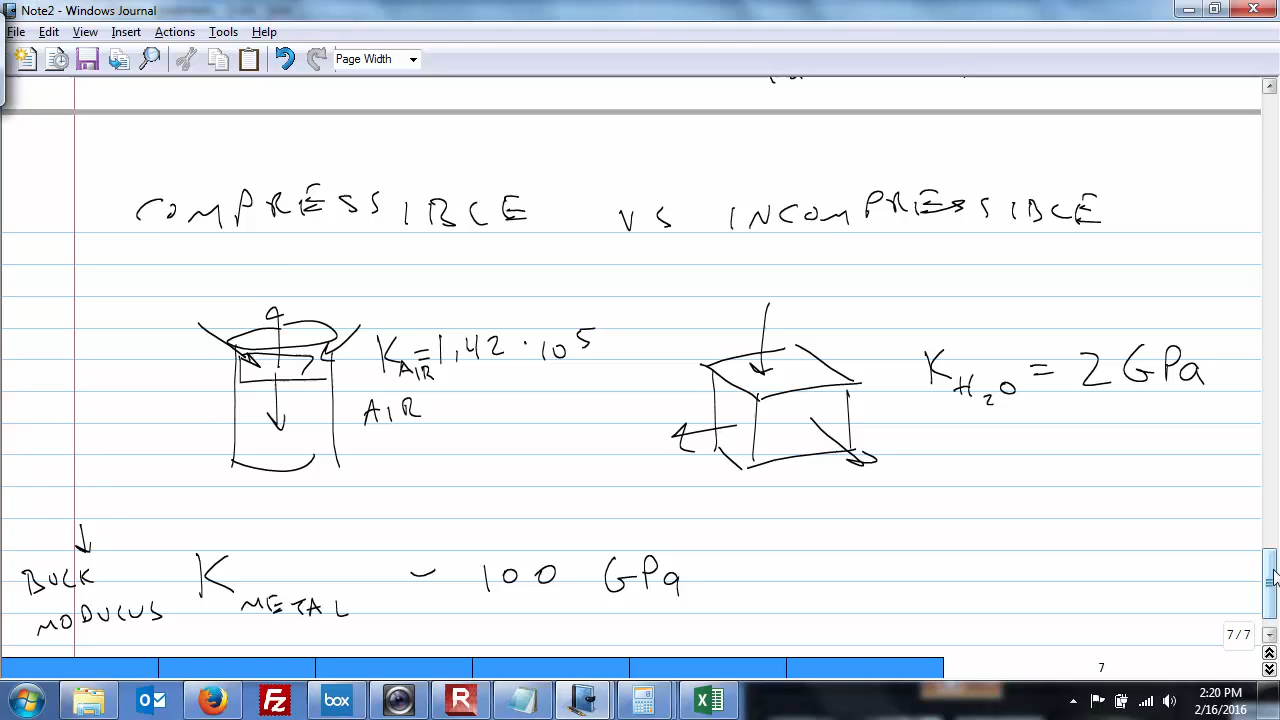 Note2 - Windows Journal
File Edit View Insert Actions Tools Help
Page Width
COMPRESSIBLE VS INCOMPRESSIBLE
K AIR = 1.42 · 10^5
AIR
K H2O = 2 GPa
BULK
MODULUS
K METAL ~ 100 GPa
7 / 7
7
box
R
2:20 PM
2/16/2016